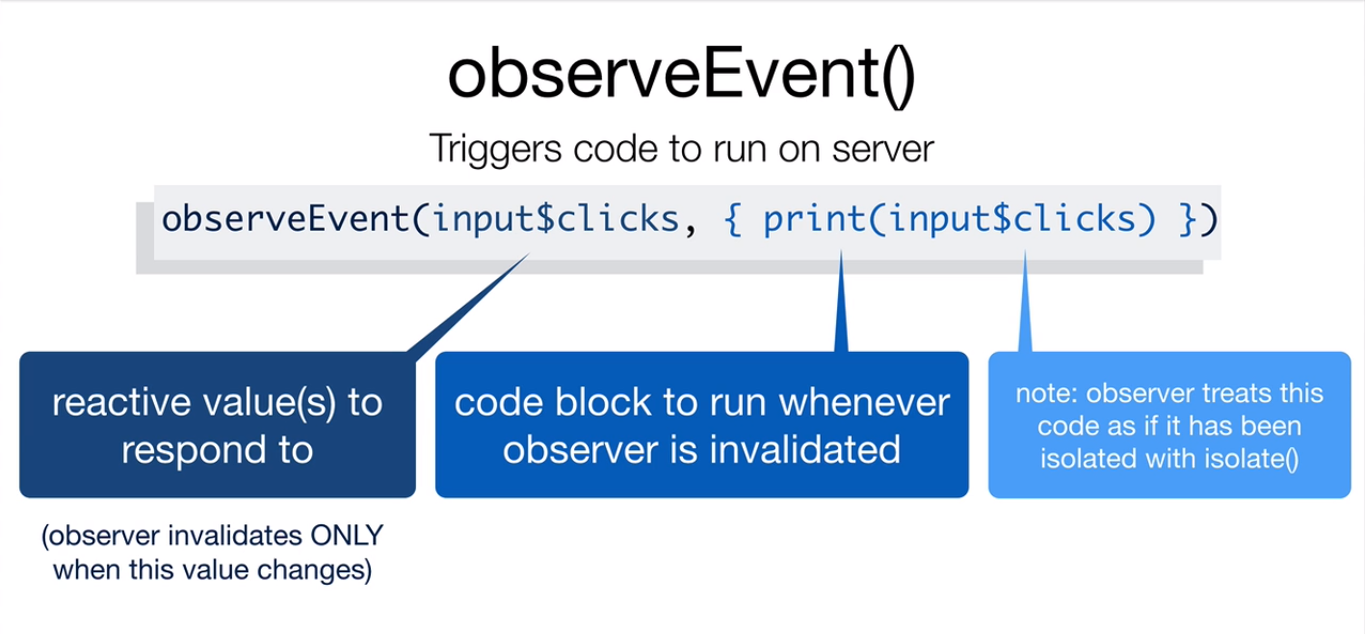 observeEvent()
Triggers code to run on server
observeEvent(input$clicks, { print(input$clicks) })
reactive value(s) to
respond to
code block to run whenever
observer is invalidated
note: observer treats this
code as if it has been
isolated with isolate()
(observer invalidates ONLY
when this value changes)